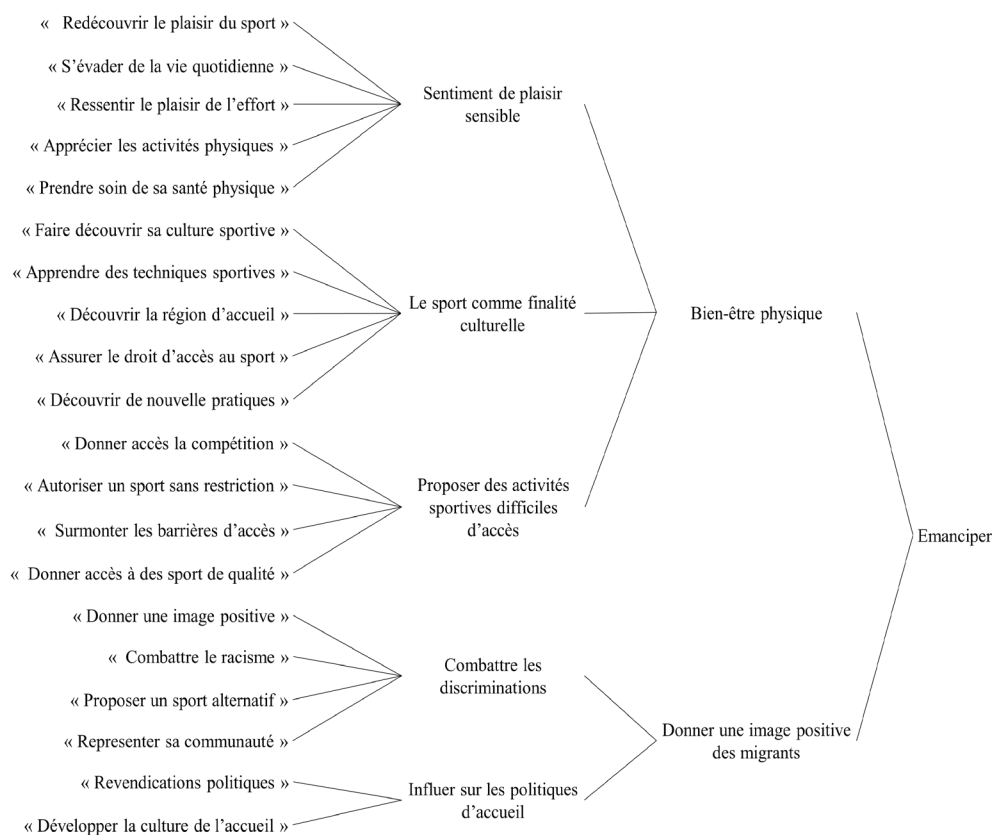 «   Redécouvrir le plaisir du sport »
« S’évader de la vie quotidienne »
« Ressentir le plaisir de l’effort »
« Apprécier les activités physiques »
« Prendre soin de sa santé physique »
« Faire découvrir sa culture sportive »
« Apprendre des techniques sportives »
« Découvrir la région d’accueil »
« Assurer le droit d’accès au sport »
« Découvrir de nouvelle pratiques »
« Donner accès la compétition »
« Autoriser un sport sans restriction »
«  Surmonter les barrières d’accès »
«  Donner accès à des sport de qualité »
« Donner une image positive »
«  Combattre le racisme »
« Proposer un sport alternatif »
« Representer sa communauté »
« Revendications politiques »
« Développer la culture de l’accueil »
Sentiment de plaisir
sensible
Le sport comme finalité
culturelle
Proposer des activités
sportives difficiles
d’accès
Combattre les
discriminations
Influer sur les politiques
d’accueil
Bien-être physique
Donner une image positive
des migrants
Emanciper